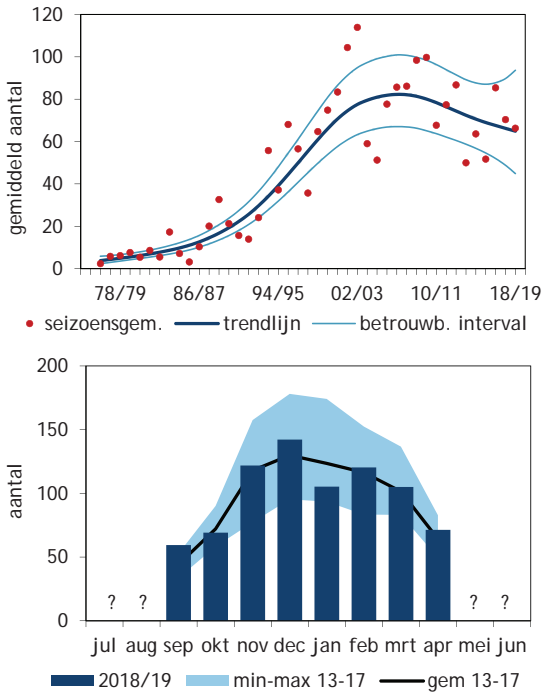 120
100
80
60
40
20
0
gemiddeld aantal
78/79 86/87 94/95 02/03 10/11 18/19
seizoensgem. trendlijn betrouwb. interval
200
150
100
50
0
aantal
? ? ? ?
jul aug sep okt nov dec jan feb mrt apr mei jun
2018/19 min-max 13-17 gem 13-17